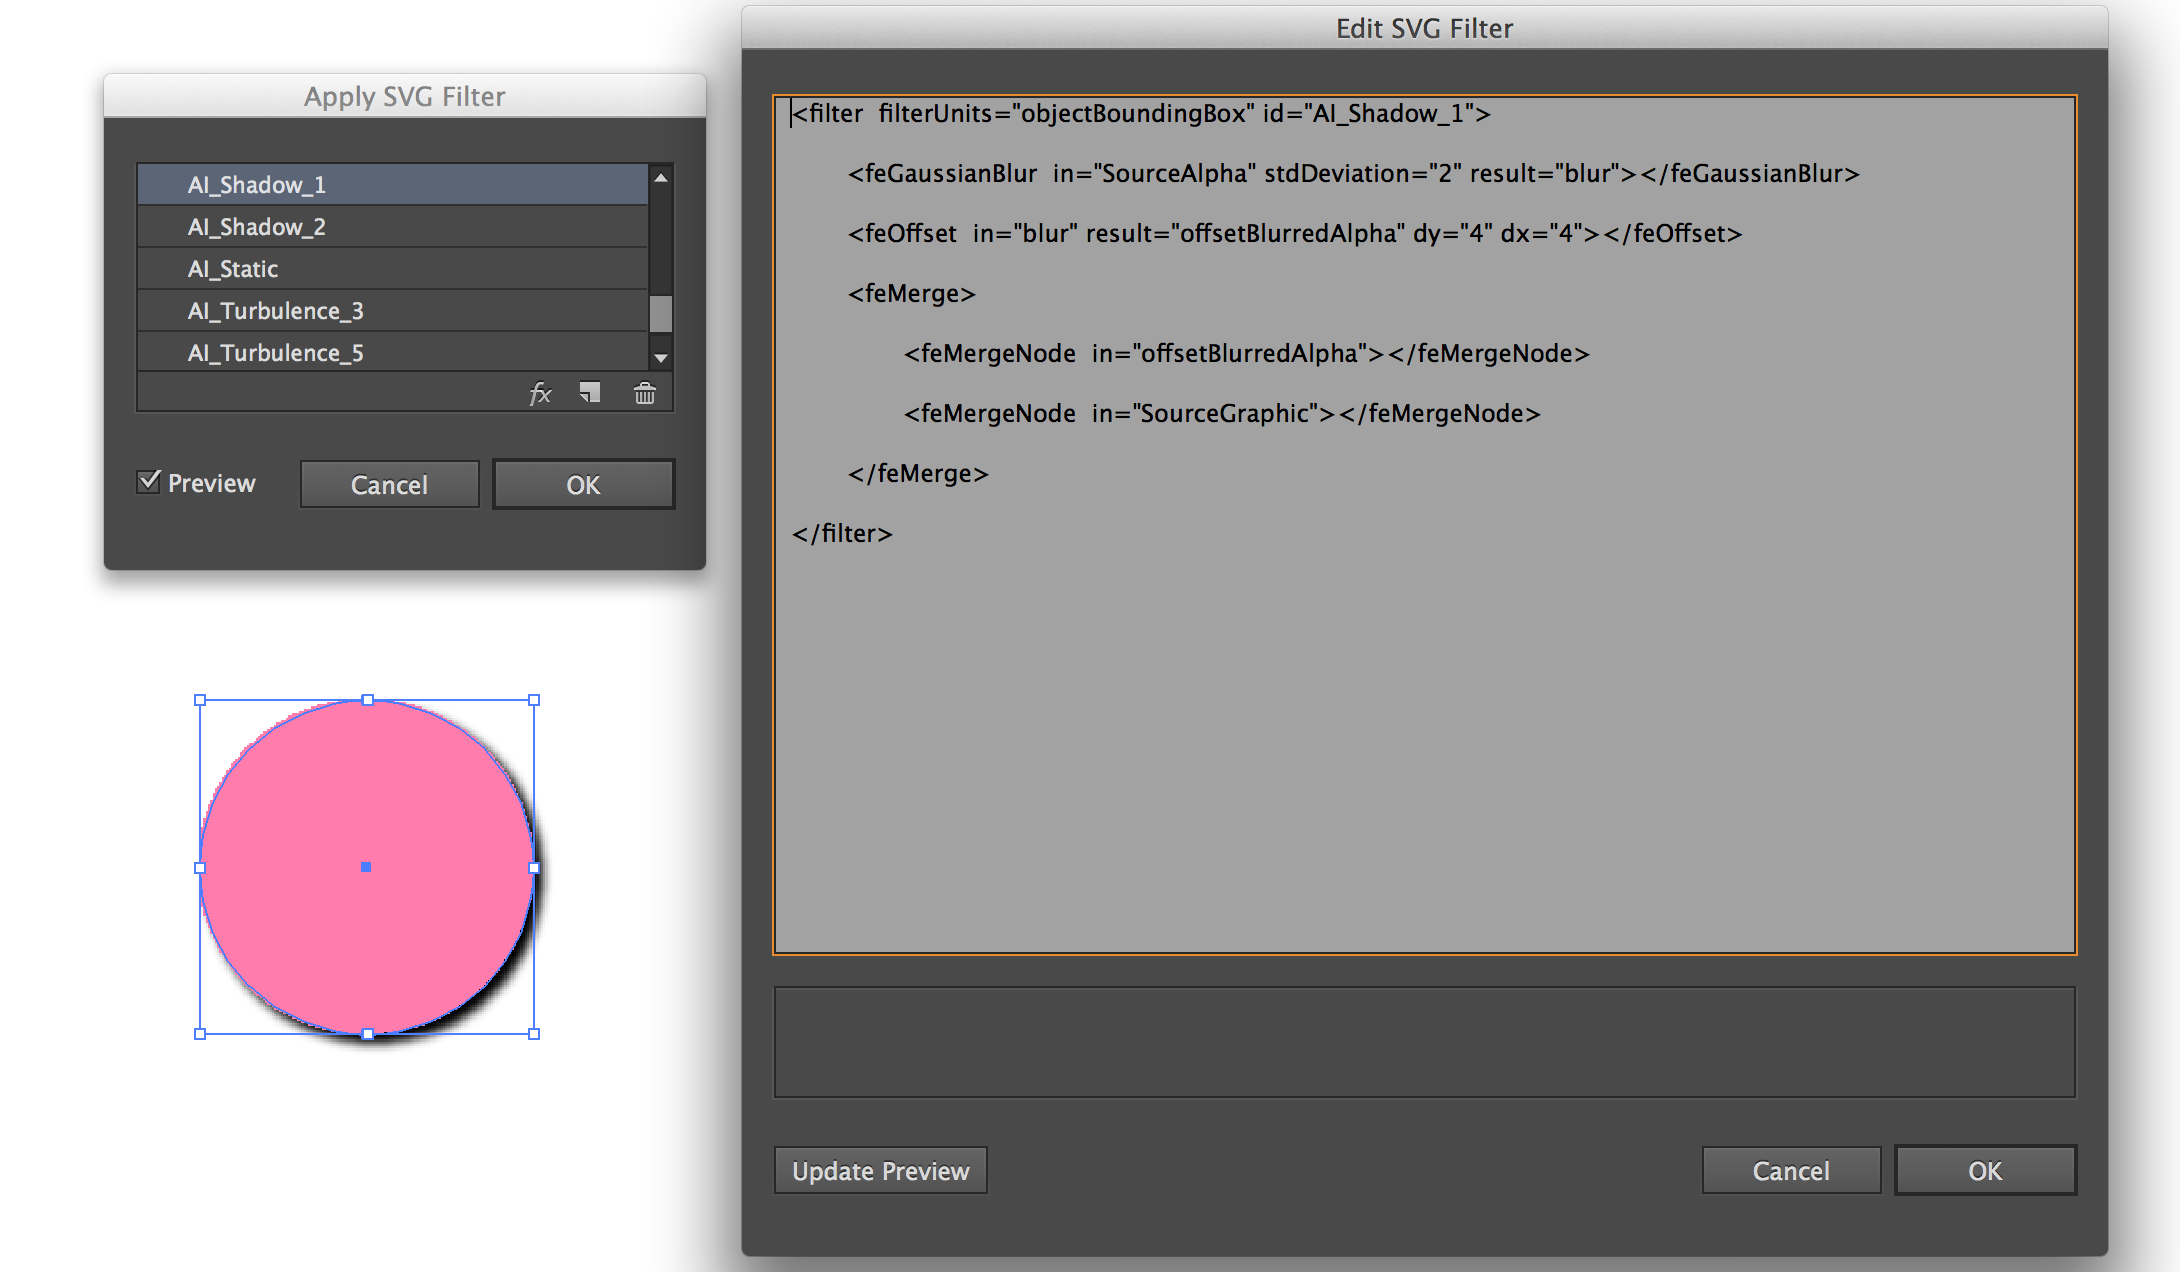 Apply SVG Filter
AI_Shadow_1
AI_Shadow_2
AI_Static
AI_Turbulence_3
AI_Turbulence_5
fx
Preview
Cancel
OK
Edit SVG Filter
<filter  filterUnits="objectBoundingBox" id="AI_Shadow_1">
<feGaussianBlur  in="SourceAlpha" stdDeviation="2" result="blur"></feGaussianBlur>
<feOffset  in="blur" result="offsetBlurredAlpha" dy="4" dx="4"></feOffset>
<feMerge>
<feMergeNode  in="offsetBlurredAlpha"></feMergeNode>
<feMergeNode  in="SourceGraphic"></feMergeNode>
</feMerge>
</filter>
Update Preview
Cancel
OK